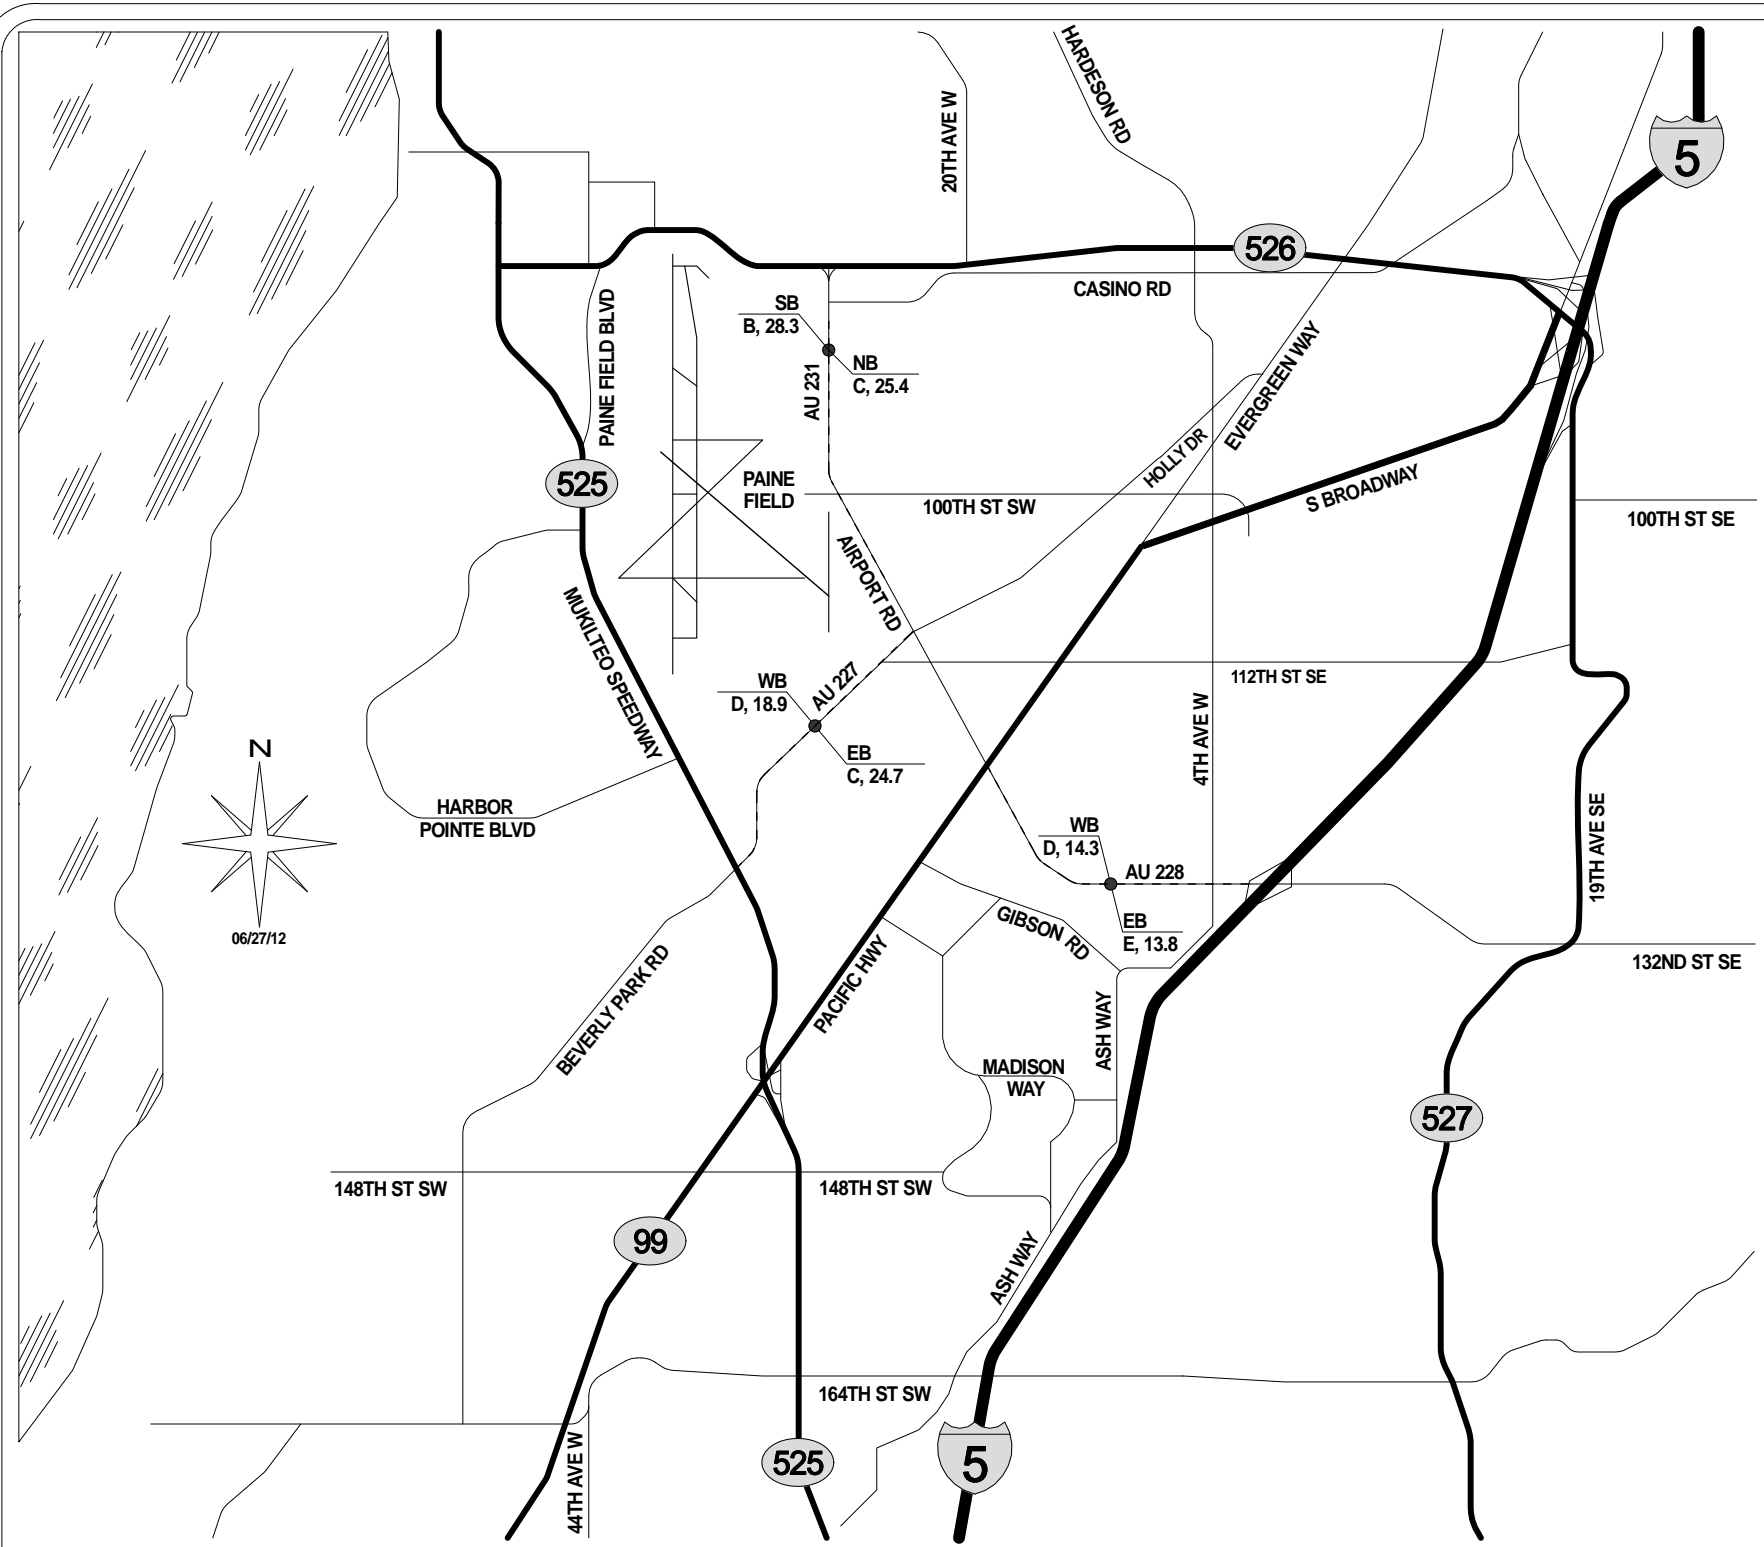 HARDESON RD
20TH AVE W
5
526
CASINO RD
SB
B, 28.3
NB
C, 25.4
AU 231
PAINE FIELD BLVD
EVERGREEN WAY
HOLLY DR
525
PAINE
FIELD
100TH ST SW
S BROADWAY
100TH ST SE
AIRPORT RD
MUKILTEO SPEEDWAY
AU 227
WB
D, 18.9
EB
C, 24.7
112TH ST SE
4TH AVE W
N
06/27/12
HARBOR
POINTE BLVD
WB
D, 14.3
AU 228
EB
E, 13.8
19TH AVE SE
GIBSON RD
PACIFIC HWY
BEVERLY PARK RD
132ND ST SE
ASH WAY
MADISON
WAY
527
148TH ST SW
148TH ST SW
99
ASH WAY
164TH ST SW
44TH AVE W
525
5